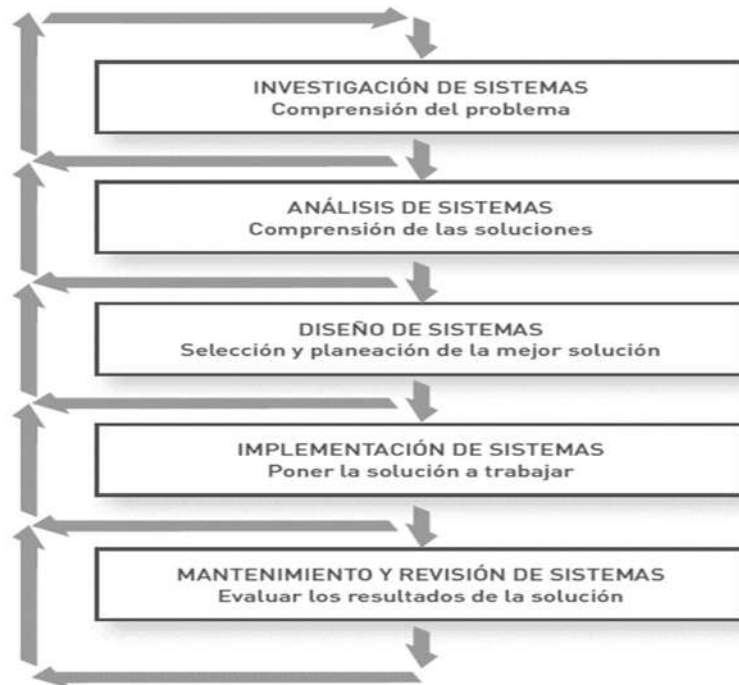 INVESTIGACIÓN DE SISTEMAS
Comprensión del problema
ANÁLISIS DE SISTEMAS
Comprensión de las soluciones
DISEÑO DE SISTEMAS
Selección y planeación de la mejor solución
IMPLEMENTACIÓN DE SISTEMAS
Poner la solución a trabajar
MANTENIMIENTO Y REVISIÓN DE SISTEMAS
Evaluar los resultados de la solución